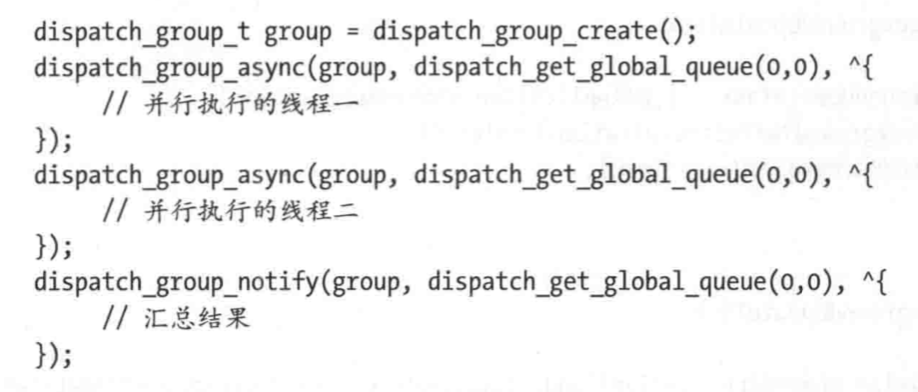 dispatch_group_t group = dispatch_group_create();
dispatch_group_async(group, dispatch_get_global_queue(0,0), ^{
// 并行执行的线程一
});
dispatch_group_async(group, dispatch_get_global_queue(0,0), ^{
// 并行执行的线程二
});
dispatch_group_notify(group, dispatch_get_global_queue(0,0), ^{
// 汇总结果
});